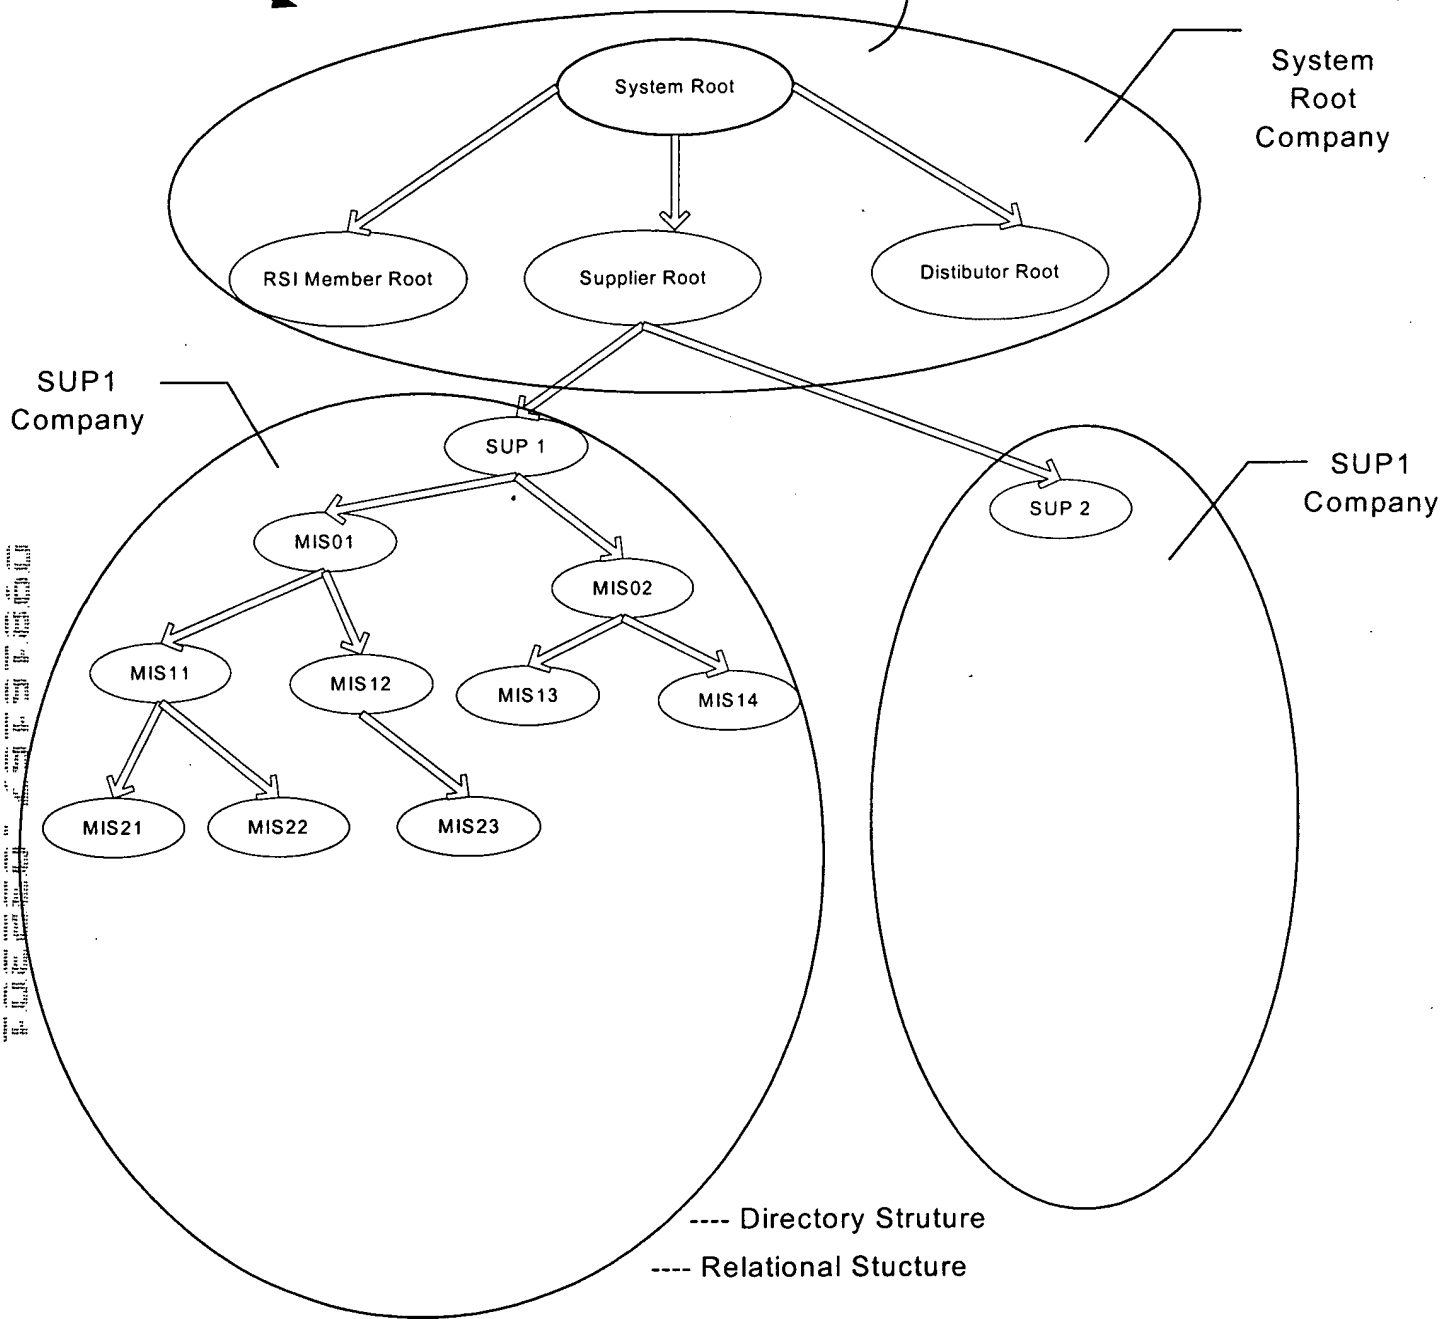 System
Root
Company
System Root
RSI Member Root
Supplier Root
Distibutor Root
SUP1
Company
SUP 1
SUP1
Company
SUP 2
MIS01
MIS02
MIS11
MIS12
MIS13
MIS14
MIS21
MIS22
MIS23
---- Directory Struture
---- Relational Stucture